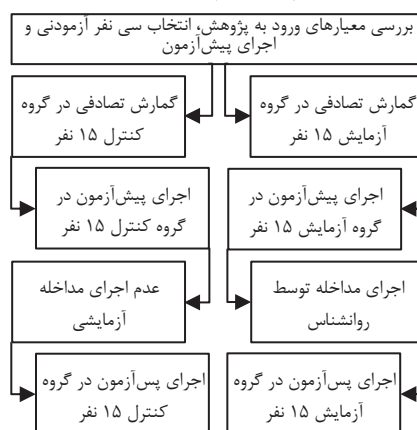 بررسی معیارهای ورود به پژوهش، انتخاب سی نفر آزمودنی و
اجرای پیش‌آزمون
گمارش تصادفی در گروه
آزمایش ۱۵ نفر
گمارش تصادفی در گروه
کنترل ۱۵ نفر
اجرای پیش‌آزمون در
گروه آزمایش ۱۵ نفر
اجرای پیش‌آزمون در
گروه کنترل ۱۵ نفر
اجرای مداخله توسط
روانشناس
عدم اجرای مداخله
آزمایشی
اجرای پس‌آزمون در گروه
آزمایش ۱۵ نفر
اجرای پس‌آزمون در گروه
کنترل ۱۵ نفر